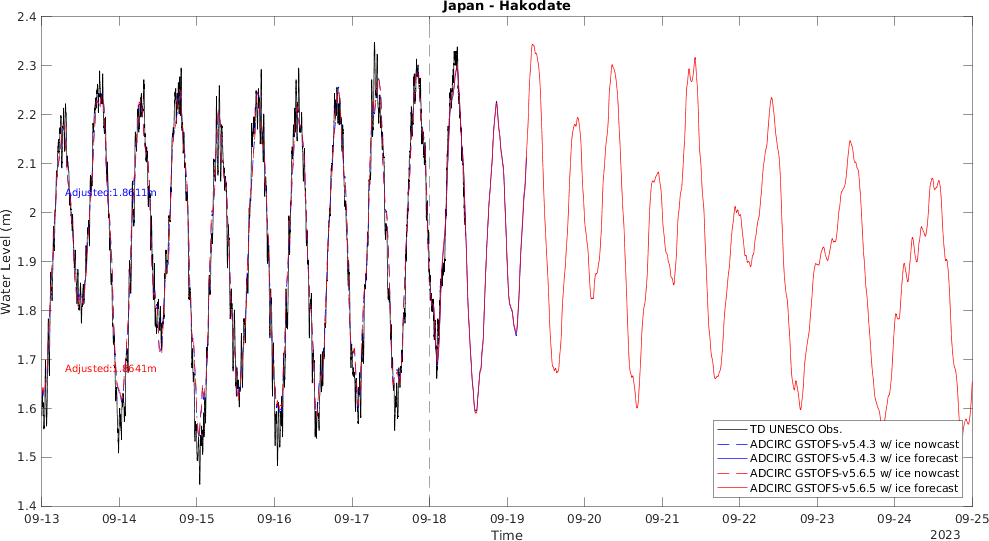 Japan - Hakodate
2.4
2.3
2.2
2.1
2
1.9
1.8
1.7
1.6
1.5
1.4
Water Level (m)
Adjusted:1.8611m
Adjusted:1.8641m
TD UNESCO Obs.
ADCIRC GSTOFS-v5.4.3 w/ ice nowcast
ADCIRC GSTOFS-v5.4.3 w/ ice forecast
ADCIRC GSTOFS-v5.6.5 w/ ice nowcast
ADCIRC GSTOFS-v5.6.5 w/ ice forecast
09-13 09-14 09-15 09-16 09-17 09-18 09-19 09-20 09-21 09-22 09-23 09-24 09-25
Time
2023